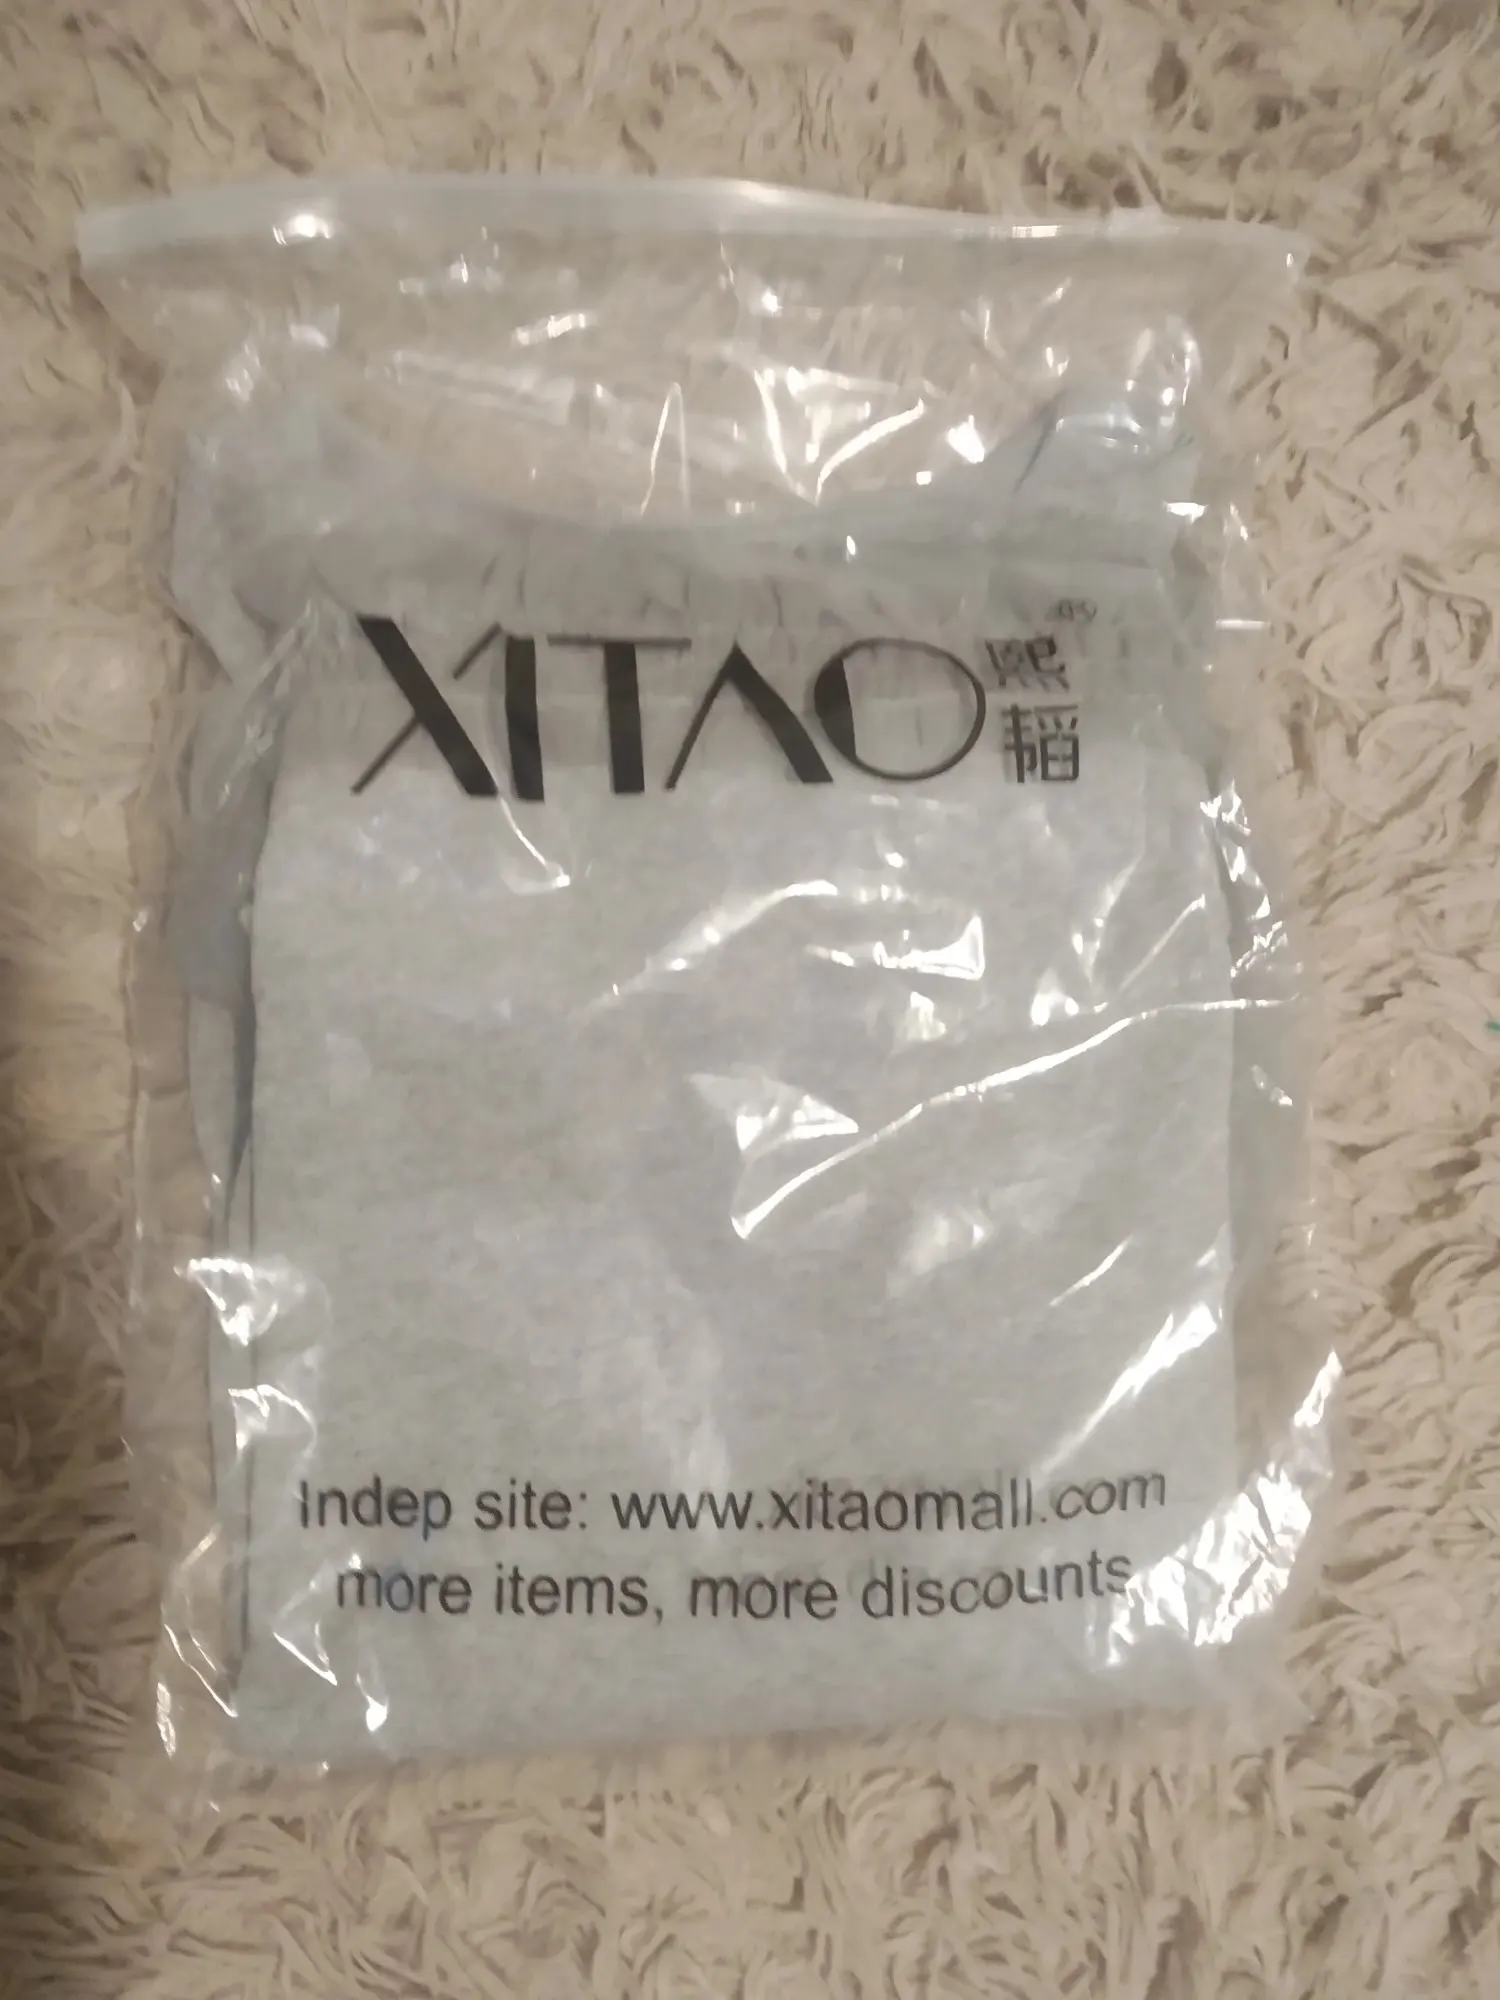 XITAO 熙
韬
Indep site: www.xitaomall.com
more items, more discounts